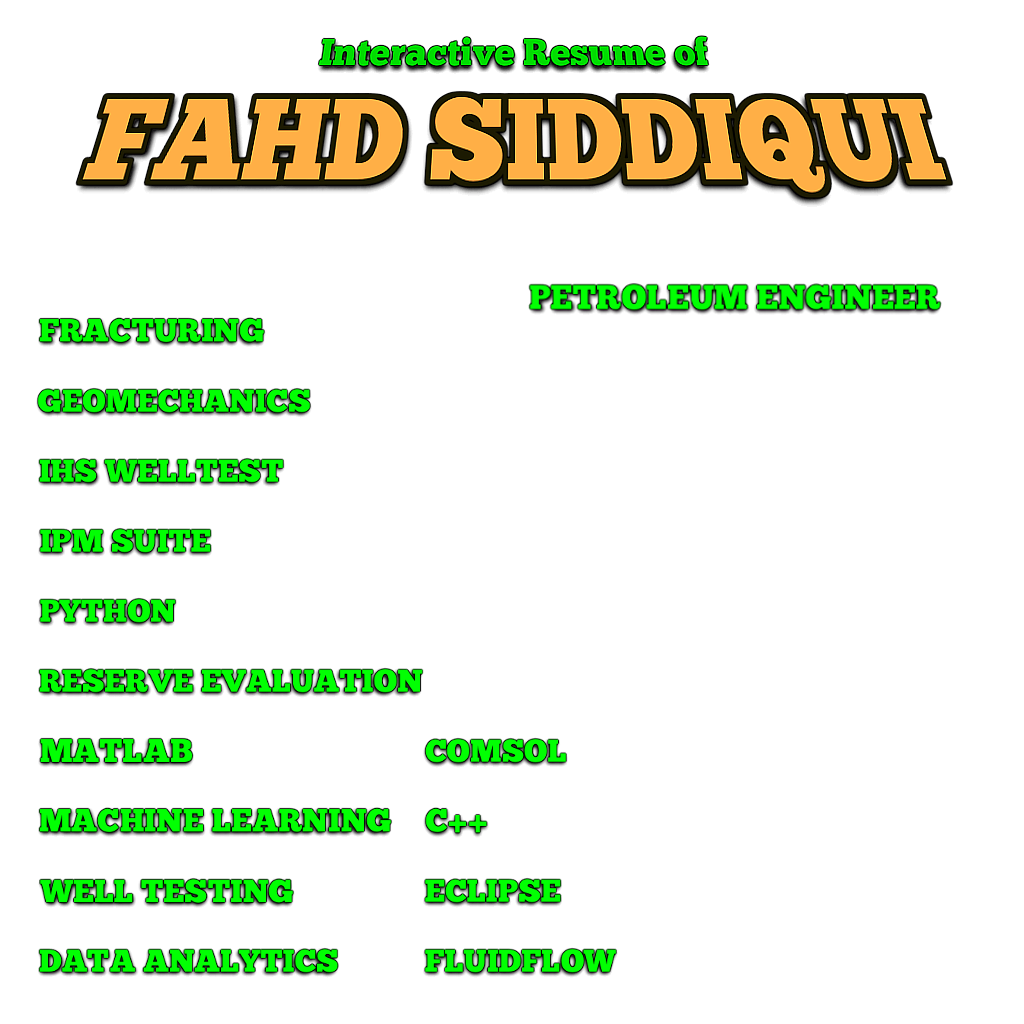 Interactive Resume of
FAHD SIDDIQUI
PETROLEUM ENGINEER
FRACTURING
GEOMECHANICS
IHS WELLTEST
IPM SUITE
PYTHON
RESERVE EVALUATION
MATLAB
MACHINE LEARNING
WELL TESTING
DATA ANALYTICS
COMSOL
C++
ECLIPSE
FLUIDFLOW